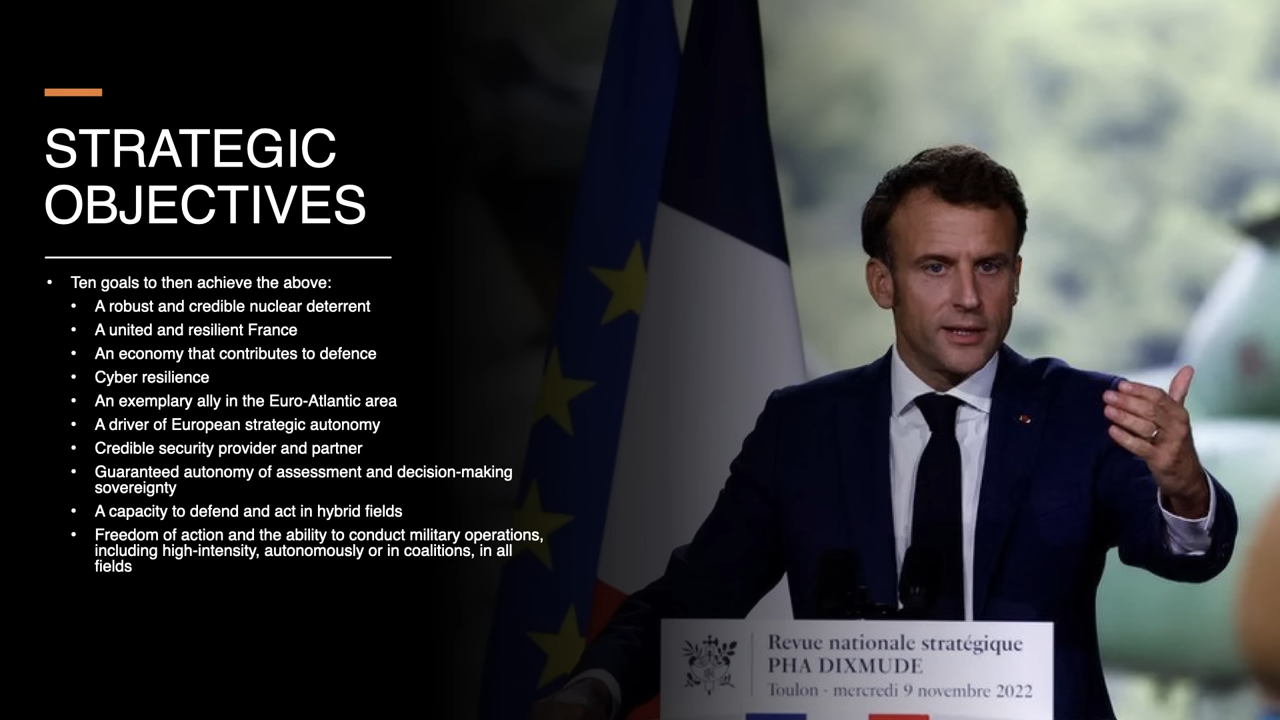 STRATEGIC
OBJECTIVES
• Ten goals to then achieve the above:
• A robust and credible nuclear deterrent
• A united and resilient France
• An economy that contributes to defence
• Cyber resilience
• An exemplary ally in the Euro-Atlantic area
• A driver of European strategic autonomy
• Credible security provider and partner
• Guaranteed autonomy of assessment and decision-making
sovereignty
• A capacity to defend and act in hybrid fields
• Freedom of action and the ability to conduct military operations,
including high-intensity, autonomously or in coalitions, in all
fields
Revue nationale stratégique
PHA DIXMUDE
Toulon - mercredi 9 novembre 2022